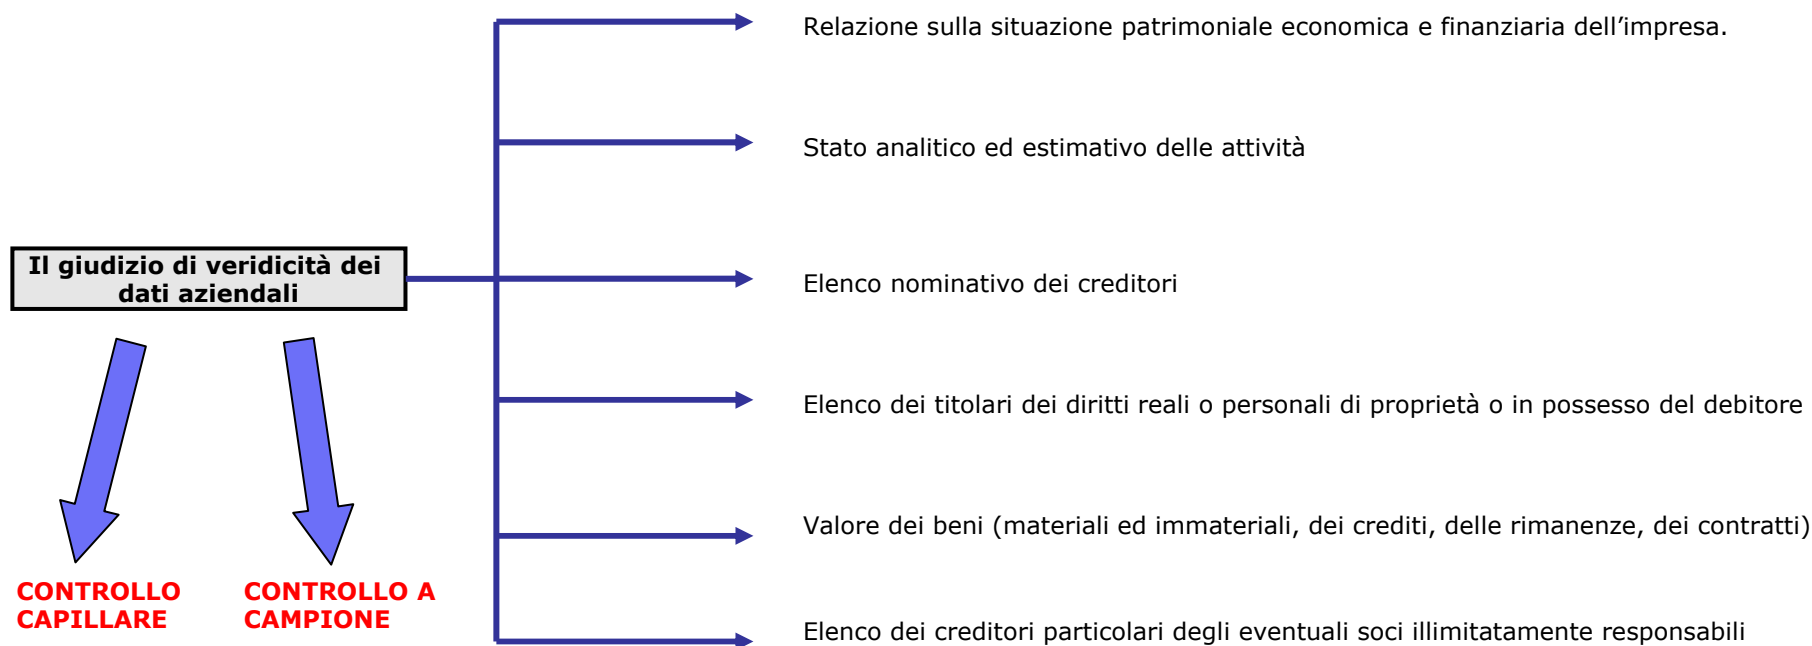 Relazione sulla situazione patrimoniale economica e finanziaria dell’impresa.
Stato analitico ed estimativo delle attività
Il giudizio di veridicità dei
dati aziendali
Elenco nominativo dei creditori
Elenco dei titolari dei diritti reali o personali di proprietà o in possesso del debitore
Valore dei beni (materiali ed immateriali, dei crediti, delle rimanenze, dei contratti)
CONTROLLO
CAPILLARE
CONTROLLO A
CAMPIONE
Elenco dei creditori particolari degli eventuali soci illimitatamente responsabili